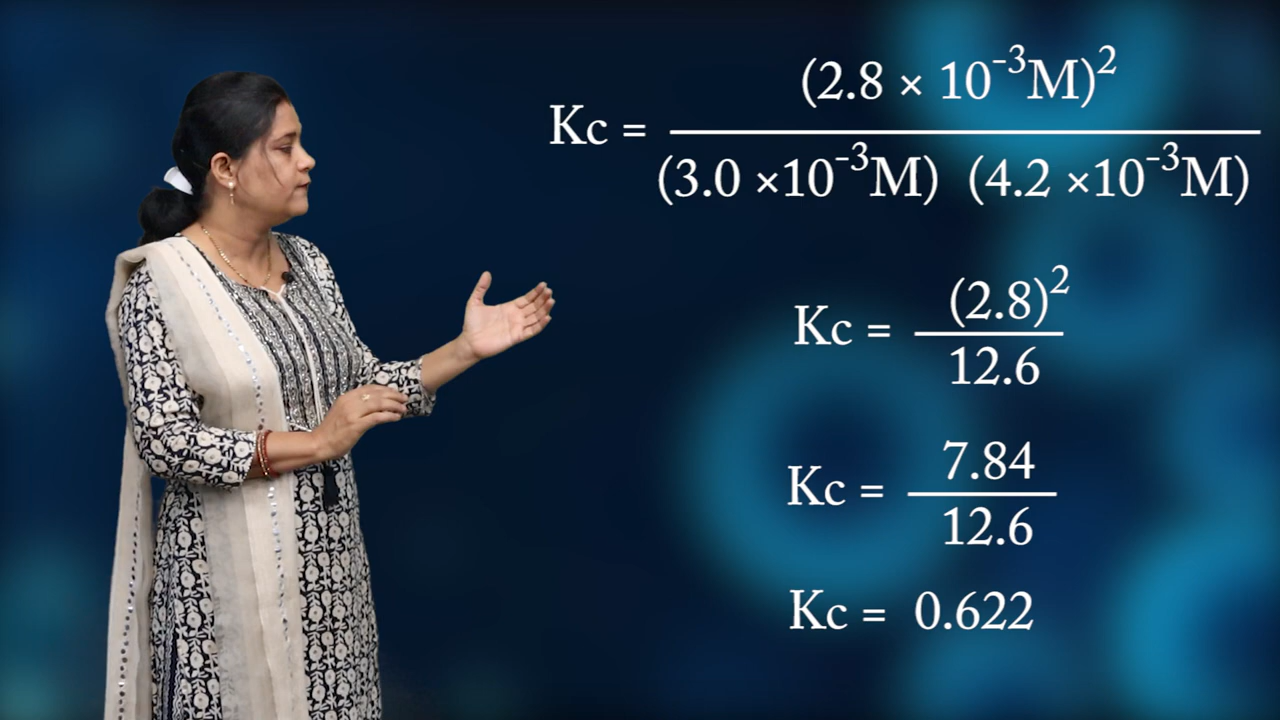 Kc = (2.8 × 10⁻³M)² / (3.0 ×10⁻³M) (4.2 ×10⁻³M)
Kc = (2.8)² / 12.6
Kc = 7.84 / 12.6
Kc = 0.622